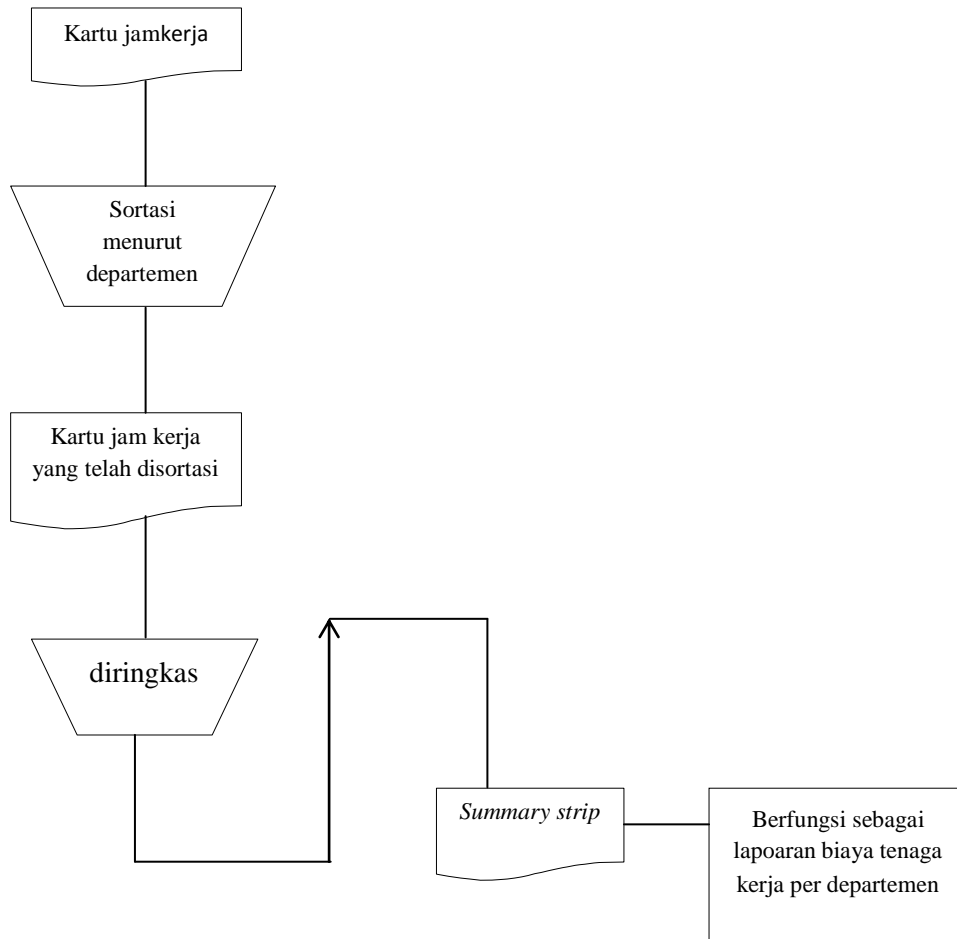 Kartu jamkerja
Sortasi
menurut
departemen
Kartu jam kerja
yang telah disortasi
diringkas
Summary strip
Berfungsi sebagai
lapoaran biaya tenaga
kerja per departemen